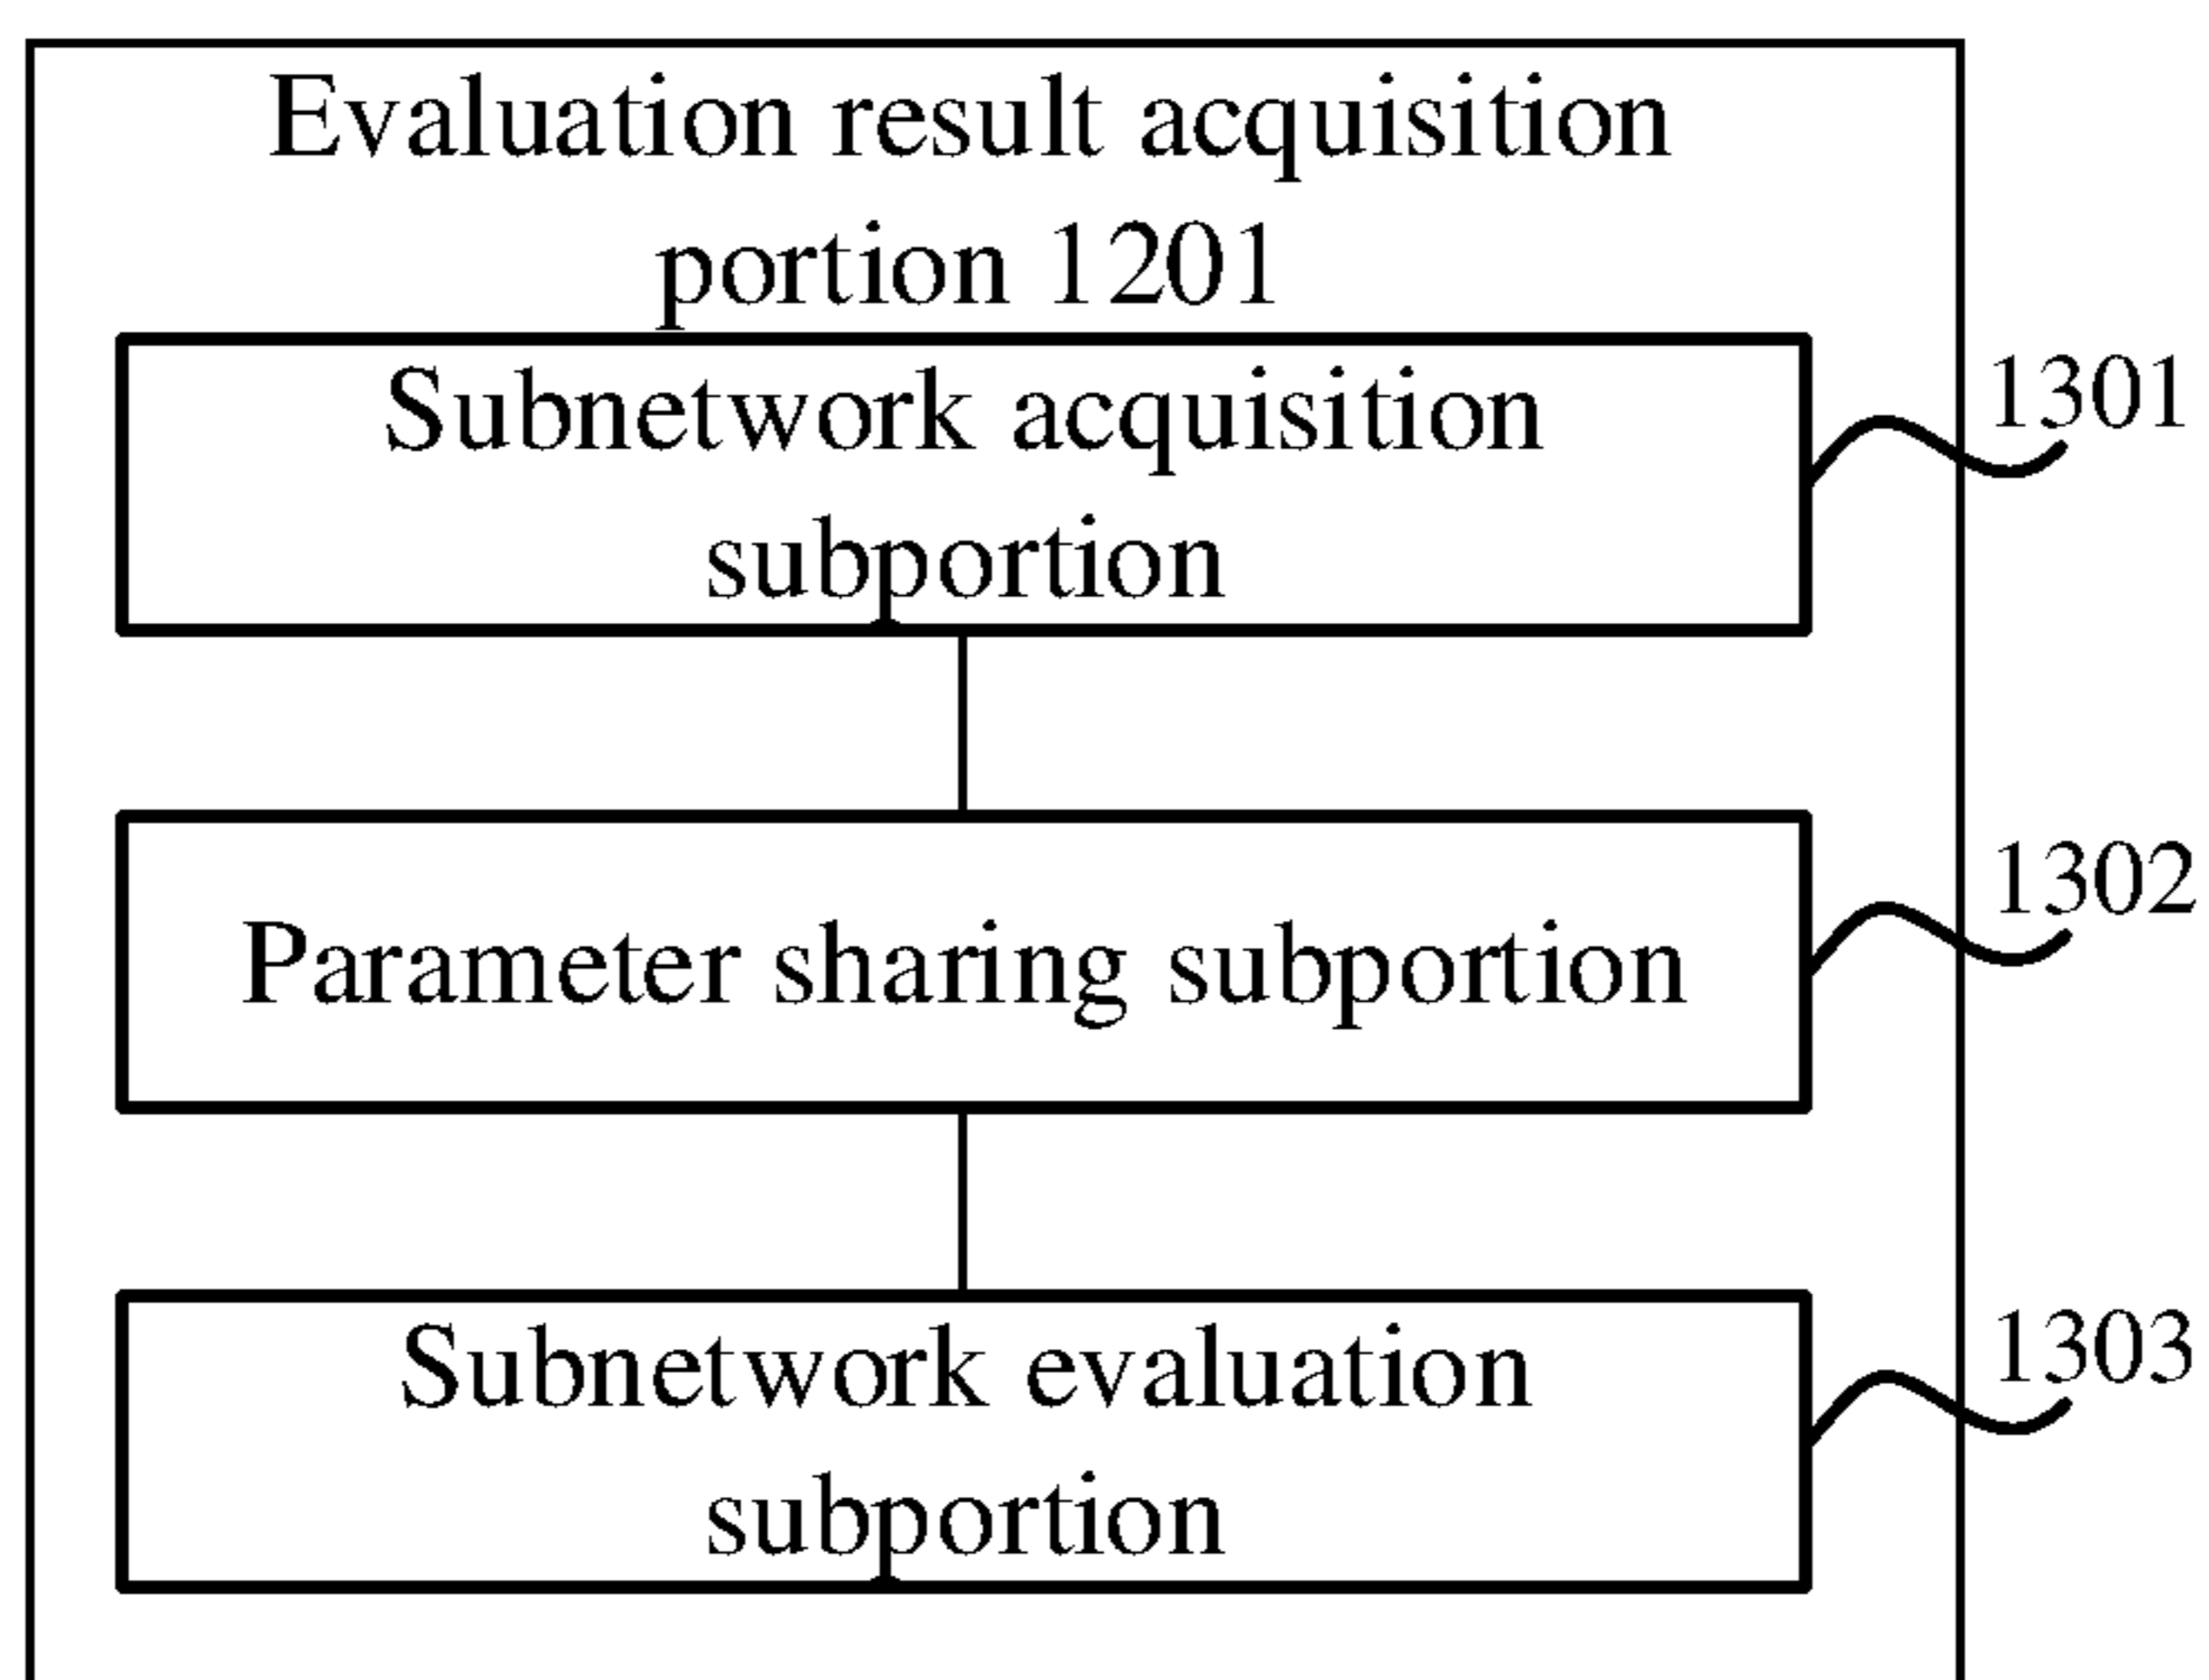 Evaluation result acquisition
portion 1201
Subnetwork acquisition
subportion
1301
Parameter sharing subportion
1302
Subnetwork evaluation
subportion
1303